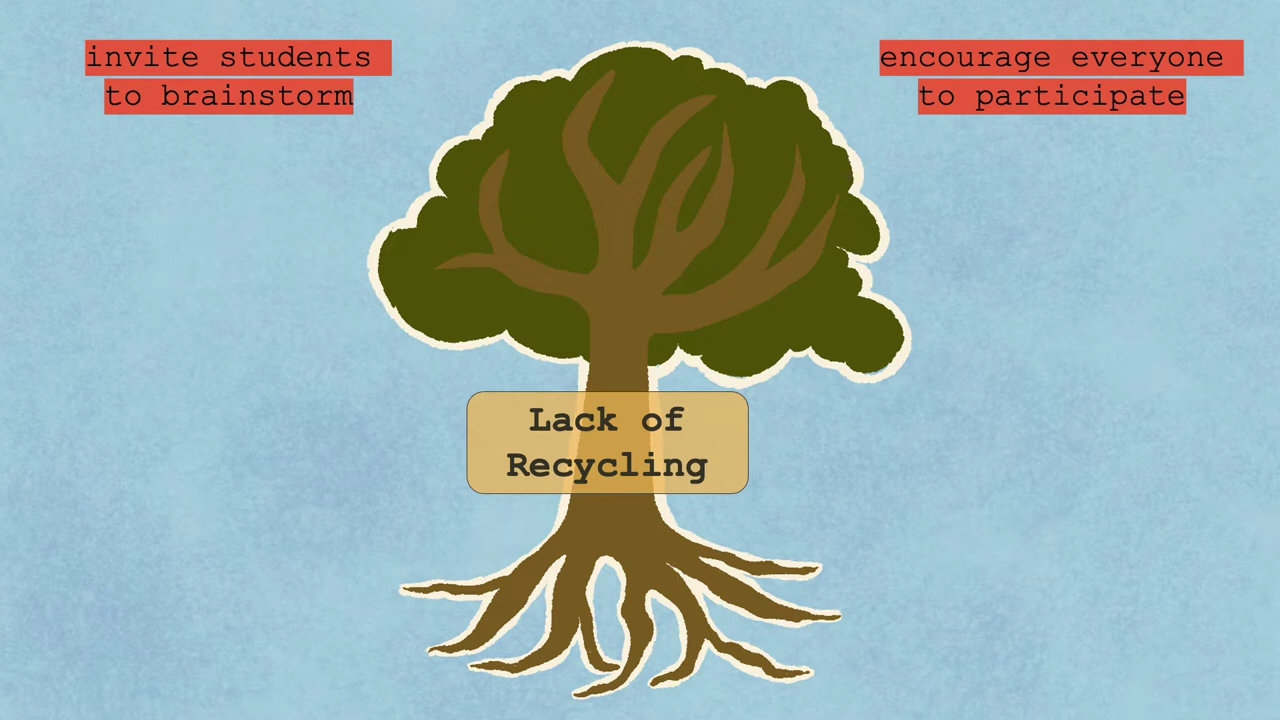 invite students
to brainstorm
encourage everyone
to participate
Lack of
Recycling